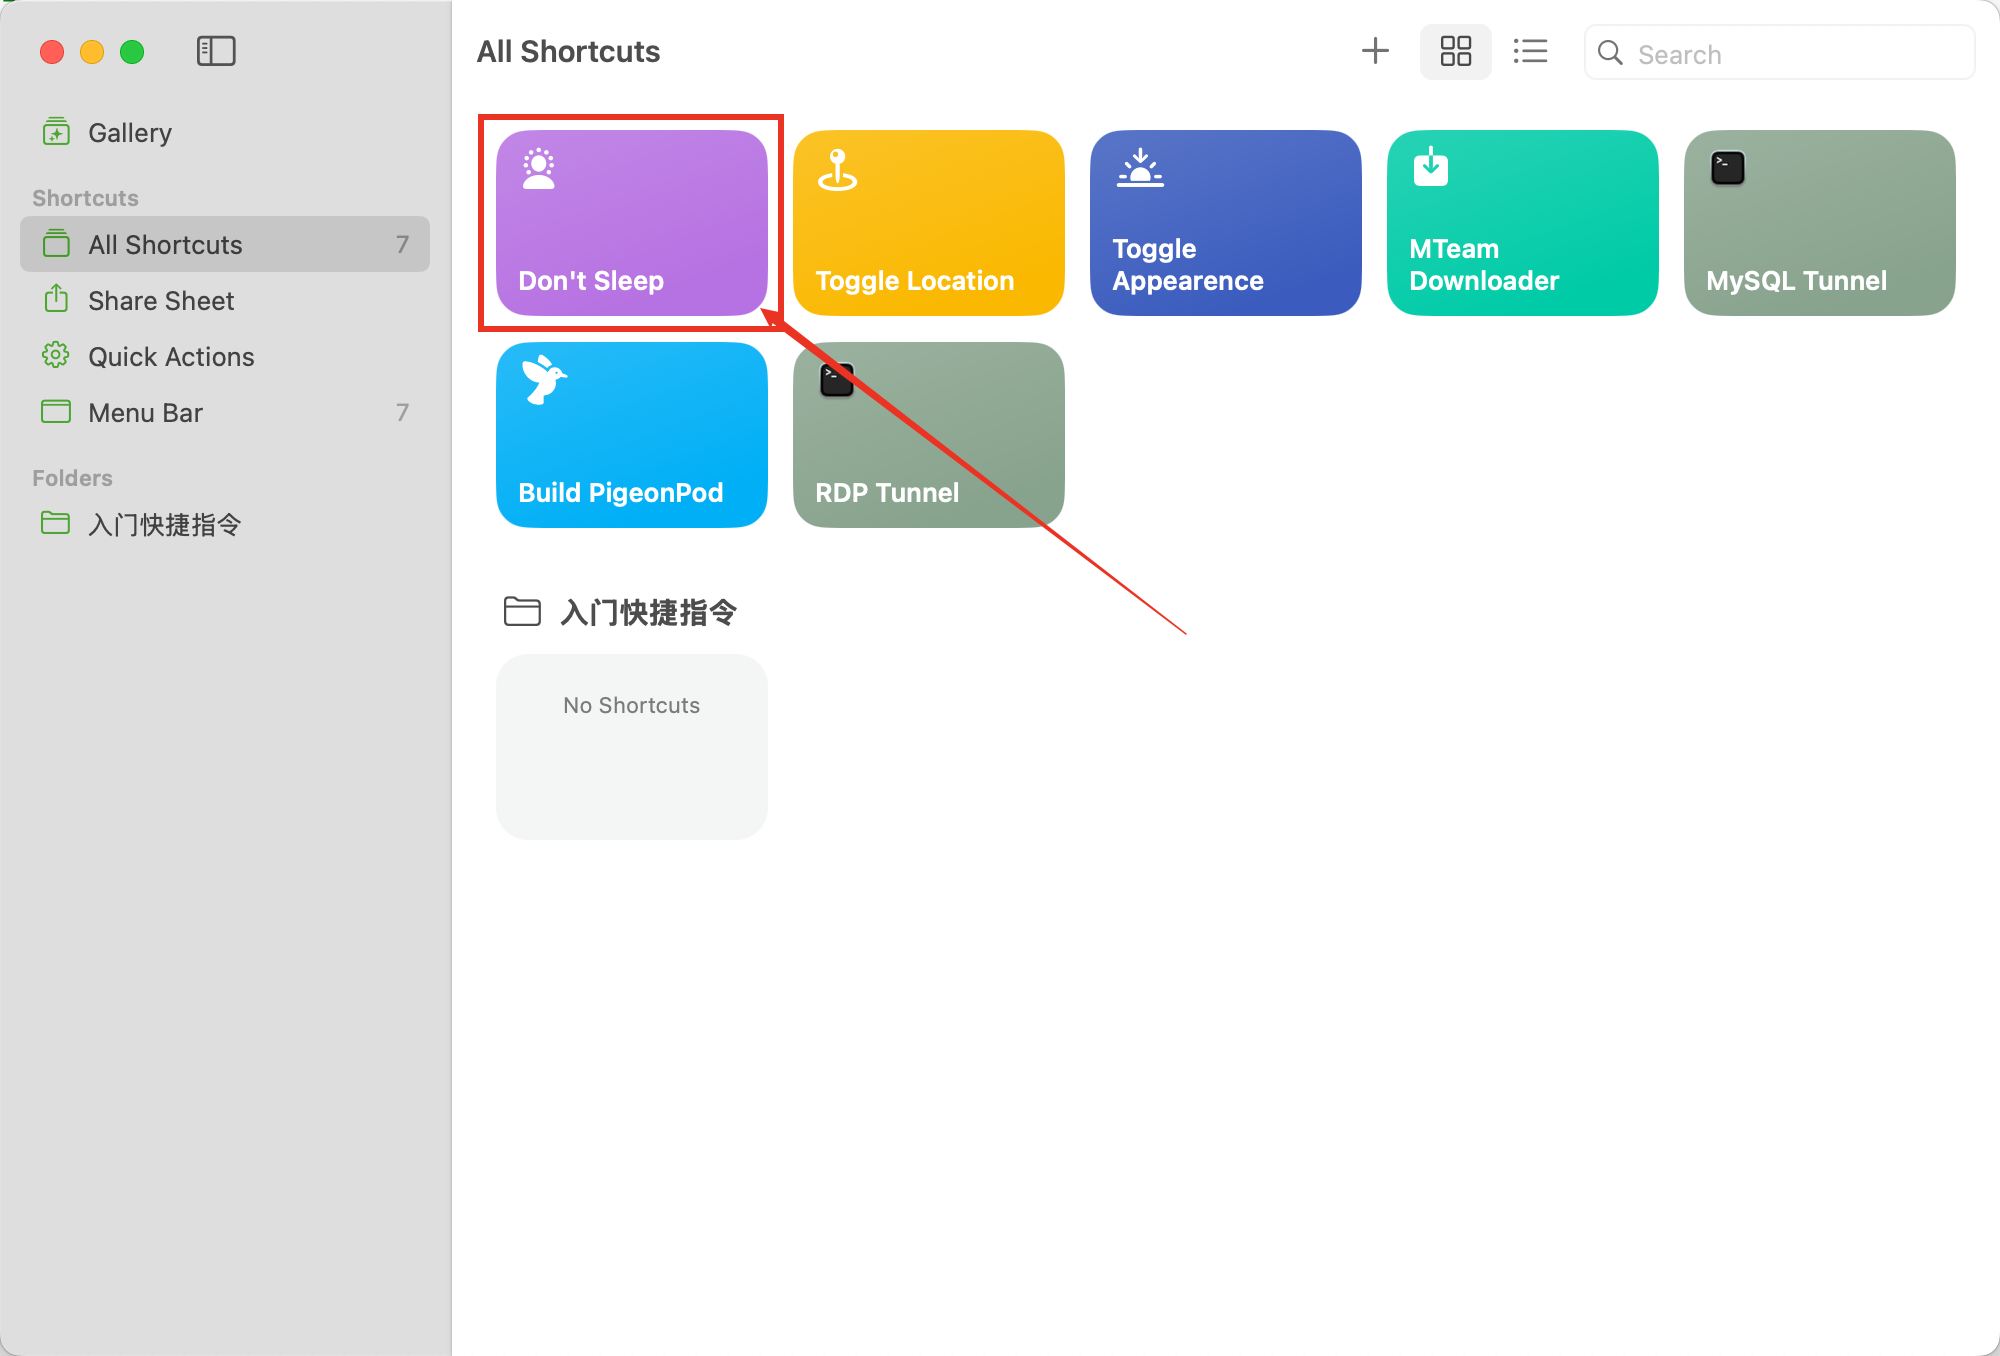 All Shortcuts
Search
Gallery
Shortcuts
All Shortcuts 7
Share Sheet
Quick Actions
Menu Bar 7
Folders
入门快捷指令
Don't Sleep
Toggle Location
Toggle
Appearence
MTeam
Downloader
MySQL Tunnel
Build PigeonPod
RDP Tunnel
入门快捷指令
No Shortcuts